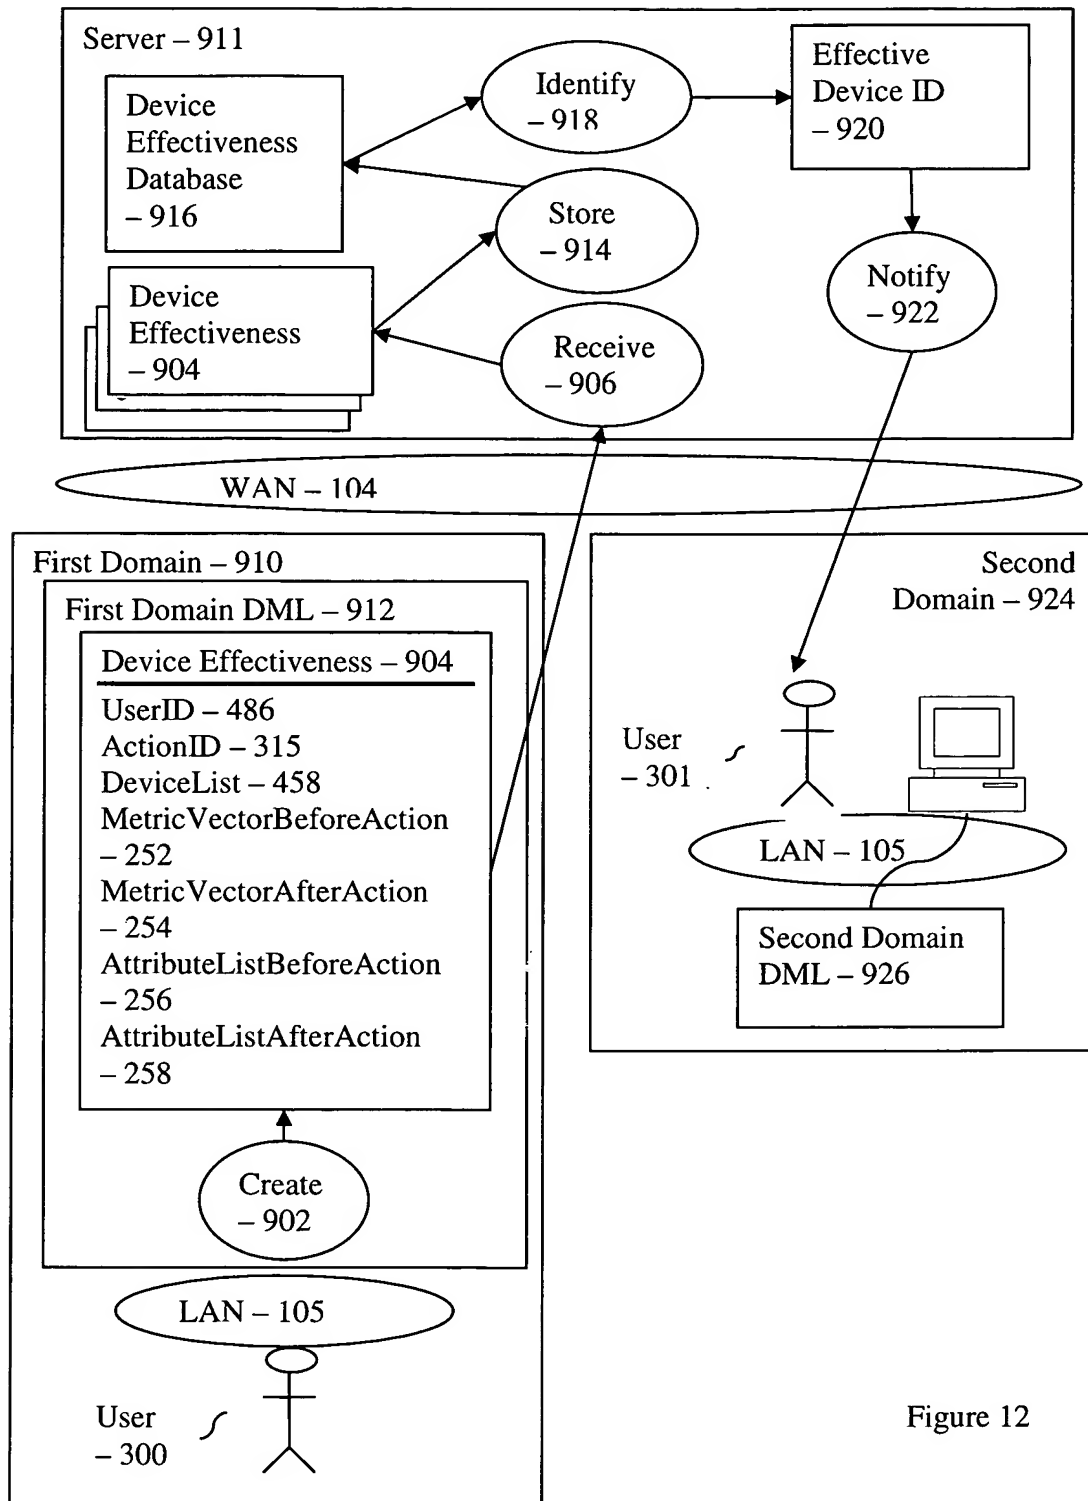 Server – 911
Device
Effectiveness
Database
– 916
Identify
– 918
Effective
Device ID
– 920
Store
– 914
Device
Effectiveness
– 904
Notify
– 922
Receive
– 906
WAN – 104
First Domain – 910
First Domain DML – 912
Device Effectiveness – 904
UserID – 486
ActionID – 315
DeviceList – 458
MetricVectorBeforeAction
– 252
MetricVectorAfterAction
– 254
AttributeListBeforeAction
– 256
AttributeListAfterAction
– 258
Create
– 902
LAN – 105
User
– 300
Second
Domain – 924
User
– 301
LAN – 105
Second Domain
DML – 926
Figure 12